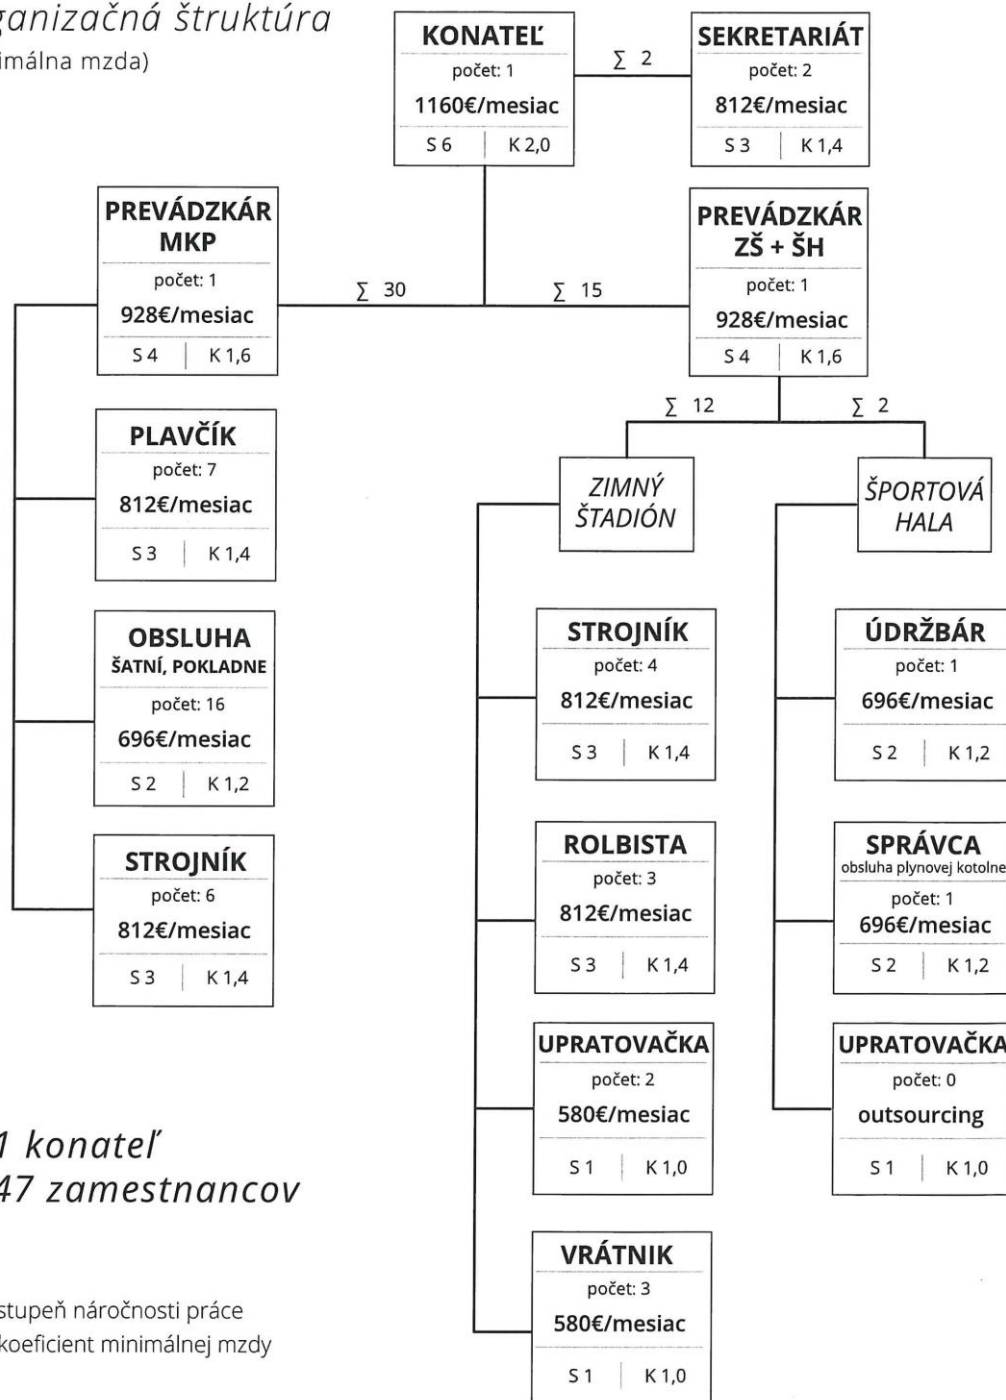 ganizačná štruktúra
imálna mzda)
KONATEĽ
počet: 1
1160€/mesiac
S 6 K 2,0
∑ 2
SEKRETARIÁT
počet: 2
812€/mesiac
S 3 K 1,4
PREVÁDZKÁR
MKP
počet: 1
928€/mesiac
S 4 K 1,6
∑ 30
∑ 15
PREVÁDZKÁR
ZŠ + ŠH
počet: 1
928€/mesiac
S 4 K 1,6
PLAVČÍK
počet: 7
812€/mesiac
S 3 K 1,4
OBSLUHA
ŠATNÍ, POKLADNE
počet: 16
696€/mesiac
S 2 K 1,2
STROJNÍK
počet: 6
812€/mesiac
S 3 K 1,4
∑ 12
∑ 2
ZIMNÝ
ŠTADIÓN
STROJNÍK
počet: 4
812€/mesiac
S 3 K 1,4
ROLBISTA
počet: 3
812€/mesiac
S 3 K 1,4
UPRATOVAČKA
počet: 2
580€/mesiac
S 1 K 1,0
VRÁTNIK
počet: 3
580€/mesiac
S 1 K 1,0
ŠPORTOVÁ
HALA
ÚDRŽBÁR
počet: 1
696€/mesiac
S 2 K 1,2
SPRÁVCA
obsluha plynovej kotolne
počet: 1
696€/mesiac
S 2 K 1,2
UPRATOVAČKA
počet: 0
outsourcing
S 1 K 1,0
1 konateľ
47 zamestnancov
stupeň náročnosti práce
koeficient minimálnej mzdy